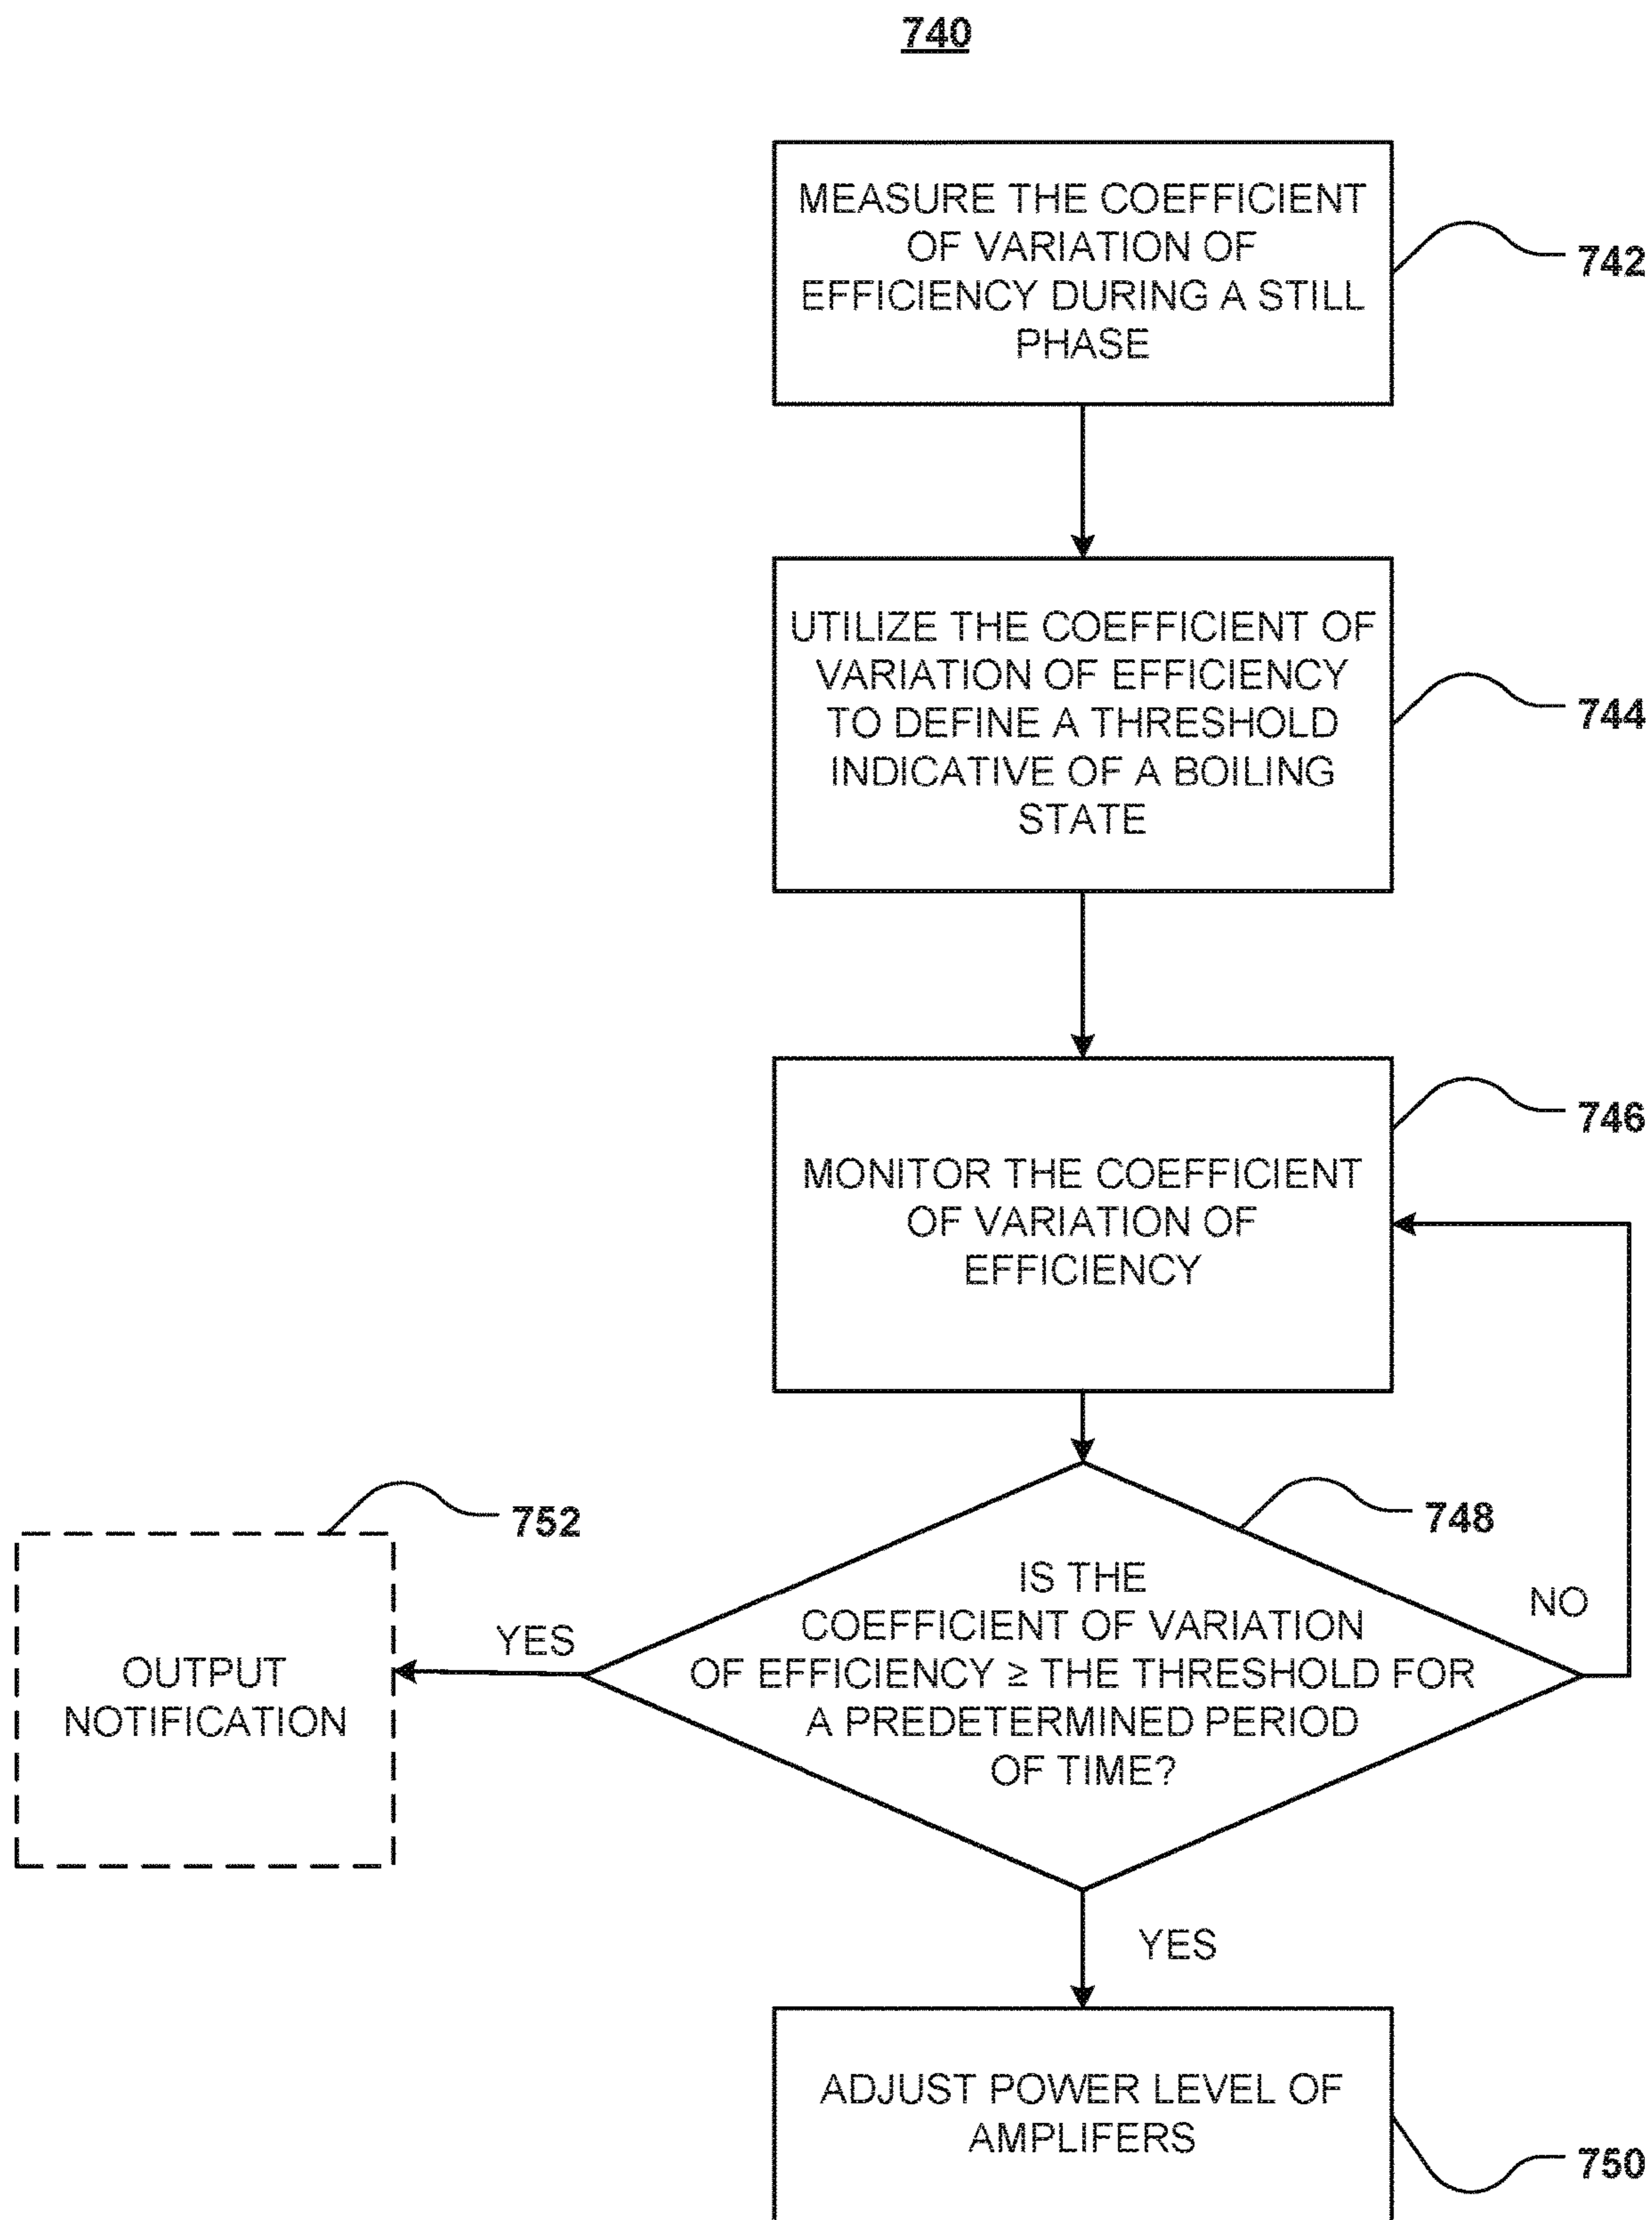 740
MEASURE THE COEFFICIENT
OF VARIATION OF
EFFICIENCY DURING A STILL
PHASE
742
UTILIZE THE COEFFICIENT OF
VARIATION OF EFFICIENCY
TO DEFINE A THRESHOLD
INDICATIVE OF A BOILING
STATE
744
746
MONITOR THE COEFFICIENT
OF VARIATION OF
EFFICIENCY
752
748
IS THE
COEFFICIENT OF VARIATION
OF EFFICIENCY ≥ THE THRESHOLD FOR
A PREDETERMINED PERIOD
OF TIME?
NO
YES
OUTPUT
NOTIFICATION
YES
ADJUST POWER LEVEL OF
AMPLIFERS
750